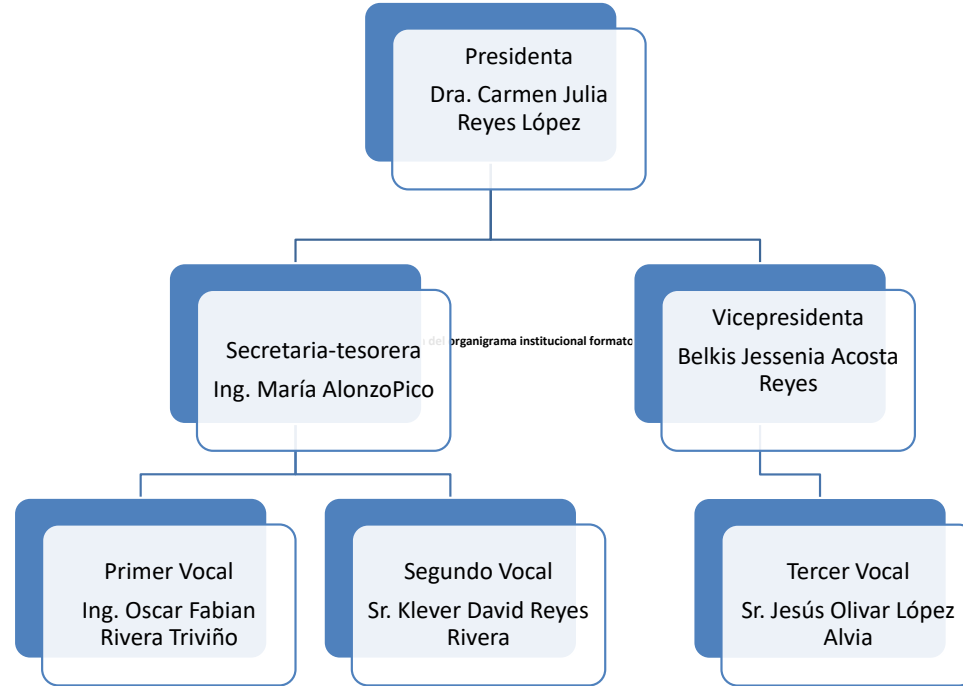 Presidenta
Dra. Carmen Julia
Reyes López
Secretaria-tesorera
Ing. María AlonzoPico
del organigrama institucional formato
Vicepresidenta
Belkis Jessenia Acosta
Reyes
Primer Vocal
Ing. Oscar Fabian
Rivera Triviño
Segundo Vocal
Sr. Klever David Reyes
Rivera
Tercer Vocal
Sr. Jesús Olivar López
Alvia